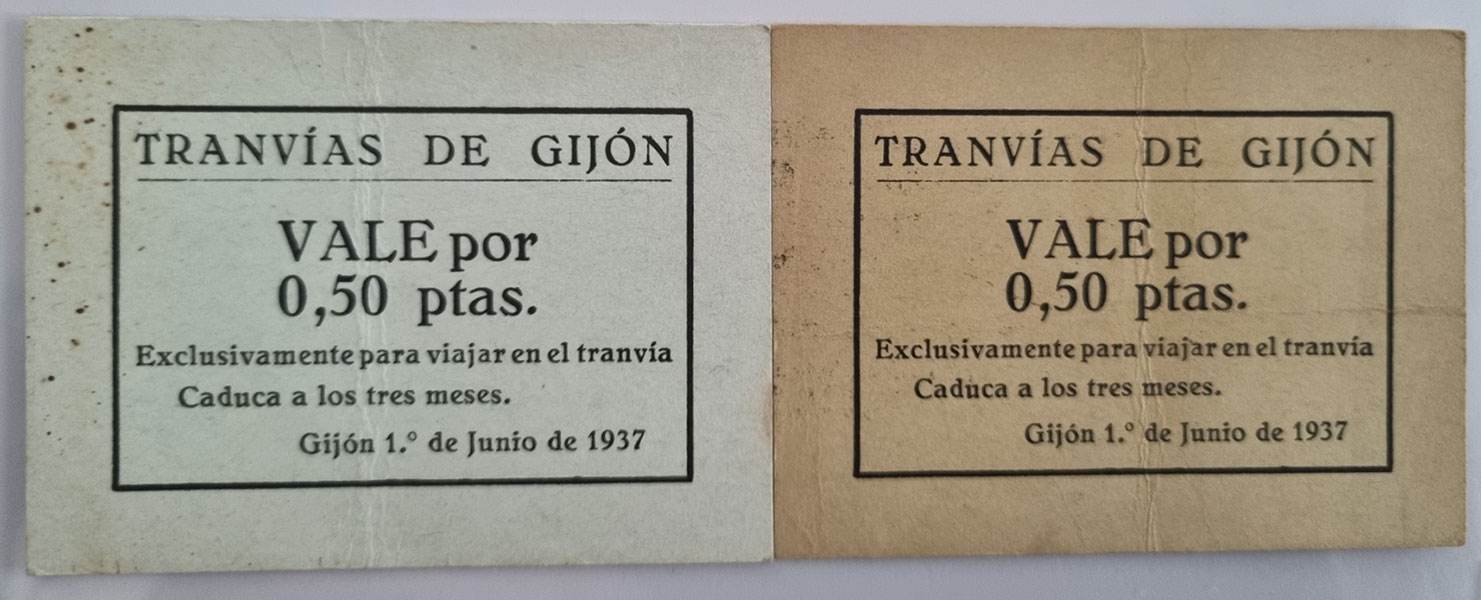 TRANVÍAS DE GIJÓN
VALE por
0,50 ptas.
Exclusivamente para viajar en el tranvía
Caduca a los tres meses.
Gijón 1.º de Junio de 1937
TRANVÍAS DE GIJÓN
VALE por
0,50 ptas.
Exclusivamente para viajar en el tranvía
Caduca a los tres meses.
Gijón 1.º de Junio de 1937